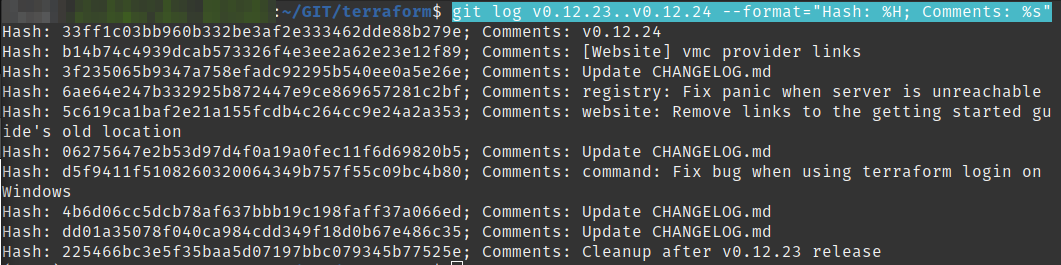 :~/GIT/terraform$ git log v0.12.23..v0.12.24 --format="Hash: %H; Comments: %s"
Hash: 33ff1c03bb960b332be3af2e333462dde88b279e; Comments: v0.12.24
Hash: b14b74c4939dcab573326f4e3ee2a62e23e12f89; Comments: [Website] vmc provider links
Hash: 3f235065b9347a758efadc92295b540ee0a5e26e; Comments: Update CHANGELOG.md
Hash: 6ae64e247b332925b872447e9ce869657281c2bf; Comments: registry: Fix panic when server is unreachable
Hash: 5c619ca1baf2e21a155fcdb4c264cc9e24a2a353; Comments: website: Remove links to the getting started gu
ide's old location
Hash: 06275647e2b53d97d4f0a19a0fec11f6d69820b5; Comments: Update CHANGELOG.md
Hash: d5f9411f5108260320064349b757f55c09bc4b80; Comments: command: Fix bug when using terraform login on
Windows
Hash: 4b6d06cc5dcb78af637bbb19c198faff37a066ed; Comments: Update CHANGELOG.md
Hash: dd01a35078f040ca984cdd349f18d0b67e486c35; Comments: Update CHANGELOG.md
Hash: 225466bc3e5f35baa5d07197bbc079345b77525e; Comments: Cleanup after v0.12.23 release